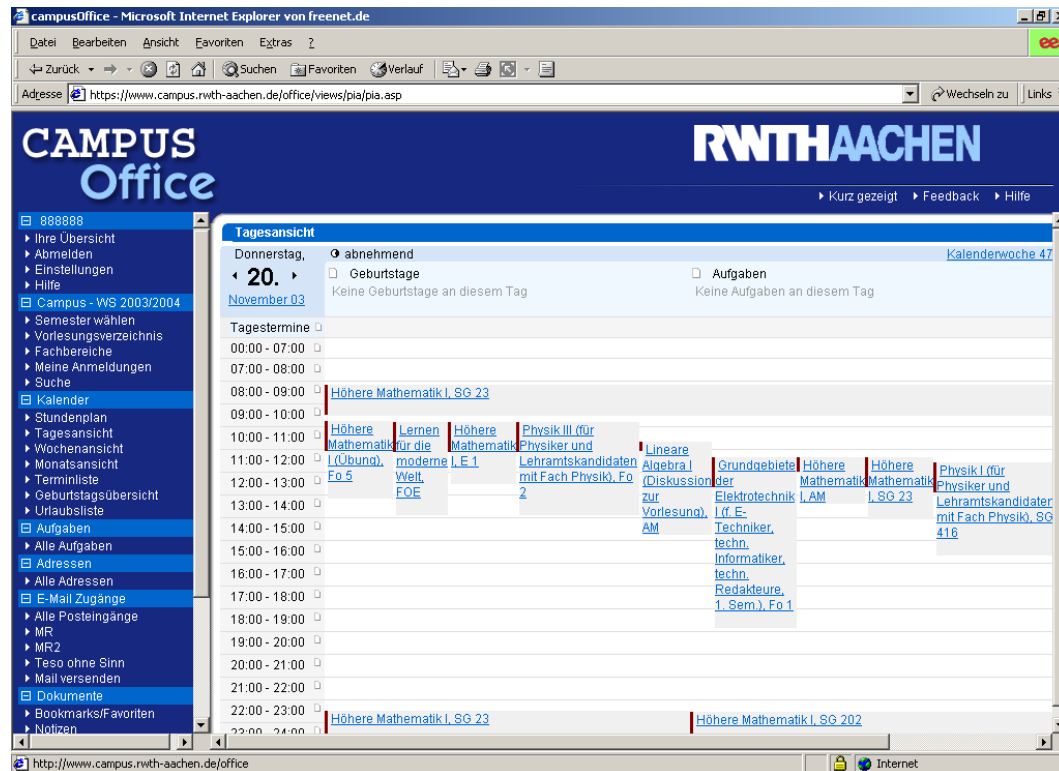 campusOffice - Microsoft Internet Explorer von freenet.de
Datei Bearbeiten Ansicht Favoriten Extras ?
Zurück Suchen Favoriten Verlauf
Adresse https://www.campus.rwth-aachen.de/office/views/pia/pia.asp Wechseln zu Links
CAMPUS
Office
RWTHAACHEN
Kurz gezeigt Feedback Hilfe
888888
Ihre Übersicht
Abmelden
Einstellungen
Hilfe
Campus - WS 2003/2004
Semester wählen
Vorlesungsverzeichnis
Fachbereiche
Meine Anmeldungen
Suche
Kalender
Stundenplan
Tagesansicht
Wochenansicht
Monatsansicht
Terminliste
Geburtstagsübersicht
Urlaubsliste
Aufgaben
Alle Aufgaben
Adressen
Alle Adressen
E-Mail Zugänge
Alle Posteingänge
MR
MR2
Teso ohne Sinn
Mail versenden
Dokumente
Bookmarks/Favoriten
Notizen
Tagesansicht
Donnerstag,
20.
November 03
abnehmend
Kalenderwoche 47
Geburtstage
Keine Geburtstage an diesem Tag
Aufgaben
Keine Aufgaben an diesem Tag
Tagestermine
00:00 - 07:00
07:00 - 08:00
08:00 - 09:00
09:00 - 10:00
10:00 - 11:00
11:00 - 12:00
12:00 - 13:00
13:00 - 14:00
14:00 - 15:00
15:00 - 16:00
16:00 - 17:00
17:00 - 18:00
18:00 - 19:00
19:00 - 20:00
20:00 - 21:00
21:00 - 22:00
22:00 - 23:00
23:00 - 24:00
Höhere Mathematik I, SG 23
Höhere
Mathematik
I (Übung),
Fo 5
Lernen
für die
moderne
Welt,
FOE
Höhere
Mathematik
I, E 1
Physik III (für
Physiker und
Lehramtskandidaten
mit Fach Physik), Fo
2
Lineare
Algebra I
(Diskussion
zur
Vorlesung),
AM
Grundgebiete
der
Elektrotechnik
I (f. E-
Techniker,
techn.
Informatiker,
techn.
Redakteure,
1. Sem.), Fo 1
Höhere
Mathematik
I, AM
Höhere
Mathematik
I, SG 23
Physik I (für
Physiker und
Lehramtskandidaten
mit Fach Physik), SG
416
Höhere Mathematik I, SG 23
Höhere Mathematik I, SG 202
http://www.campus.rwth-aachen.de/office
Internet